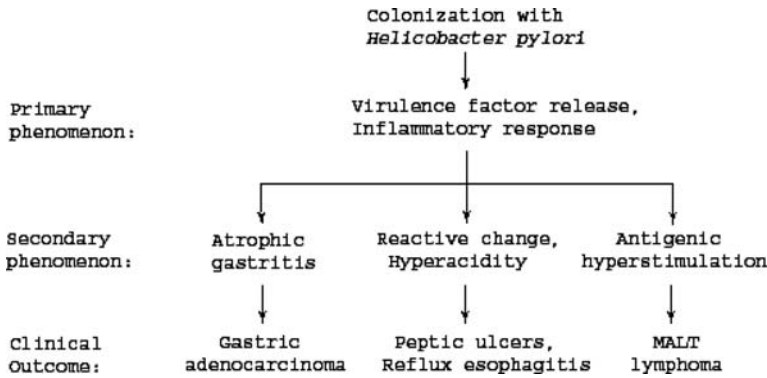 Colonization with
Helicobacter pylori
Primary
phenomenon:
Virulence factor release,
Inflammatory response
Secondary
phenomenon:
Atrophic
gastritis
Reactive change,
Hyperacidity
Antigenic
hyperstimulation
Clinical
Outcome:
Gastric
adenocarcinoma
Peptic ulcers,
Reflux esophagitis
MALT
lymphoma